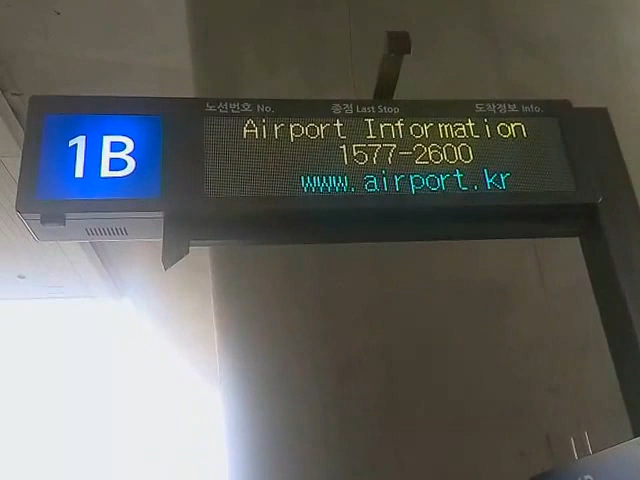 노선번호 No. 종점 Last Stop 도착정보 Info.
1B
Airport Information
1577-2600
www.airport.kr